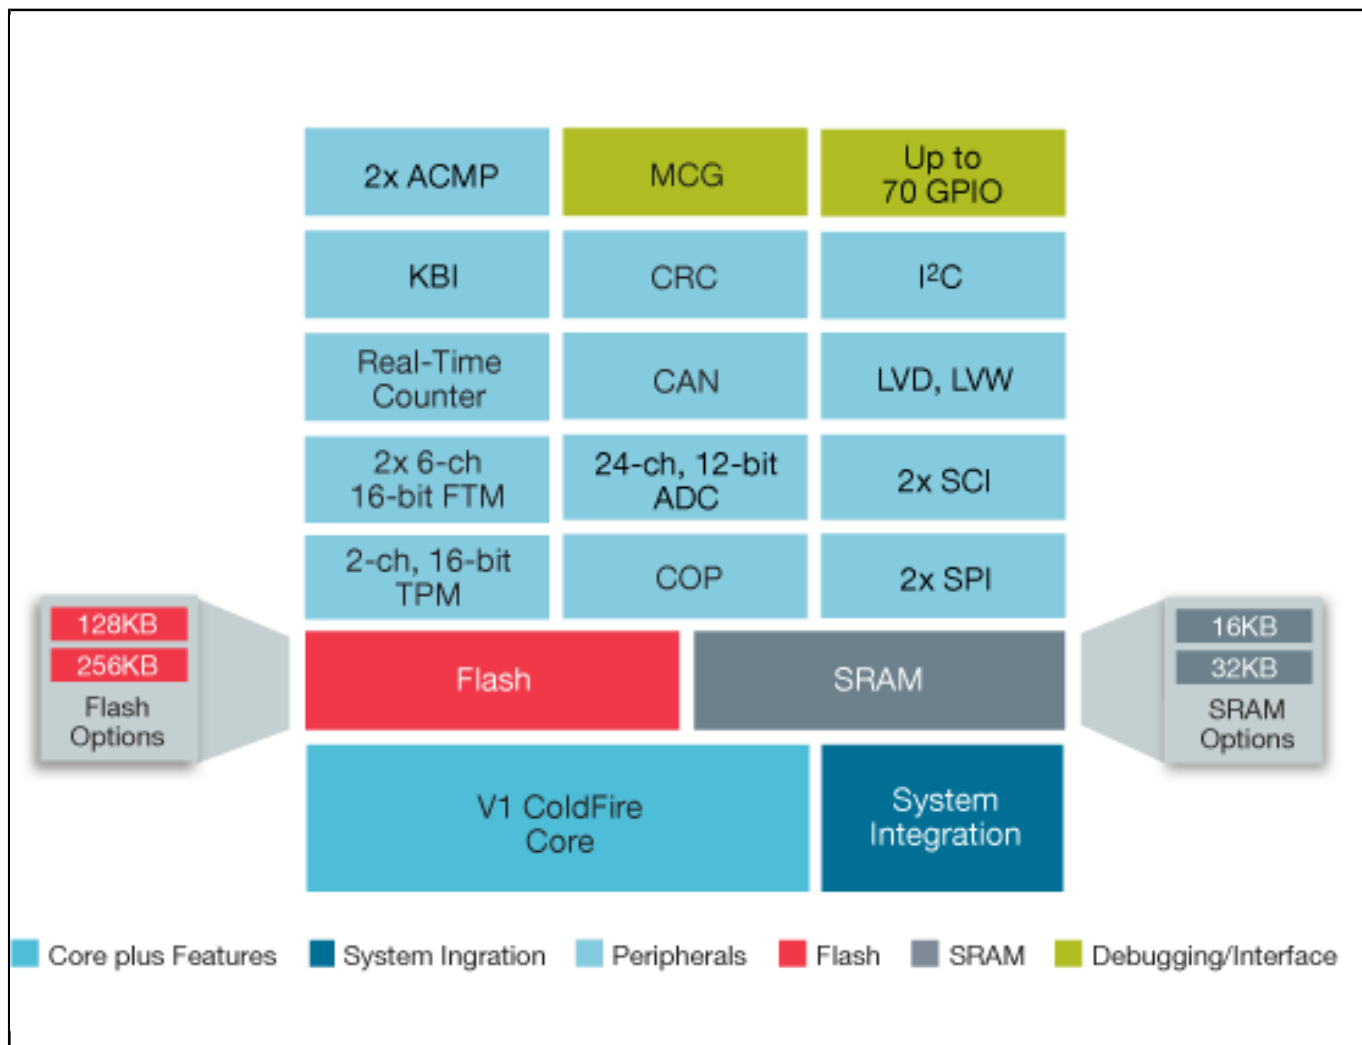 2x ACMP
MCG
Up to
70 GPIO
KBI
CRC
I²C
Real-Time
Counter
CAN
LVD, LVW
2x 6-ch
16-bit FTM
24-ch, 12-bit
ADC
2x SCI
2-ch, 16-bit
TPM
COP
2x SPI
128KB
256KB
Flash
Options
Flash
SRAM
16KB
32KB
SRAM
Options
V1 ColdFire
Core
System
Integration
Core plus Features
System Ingration
Peripherals
Flash
SRAM
Debugging/Interface